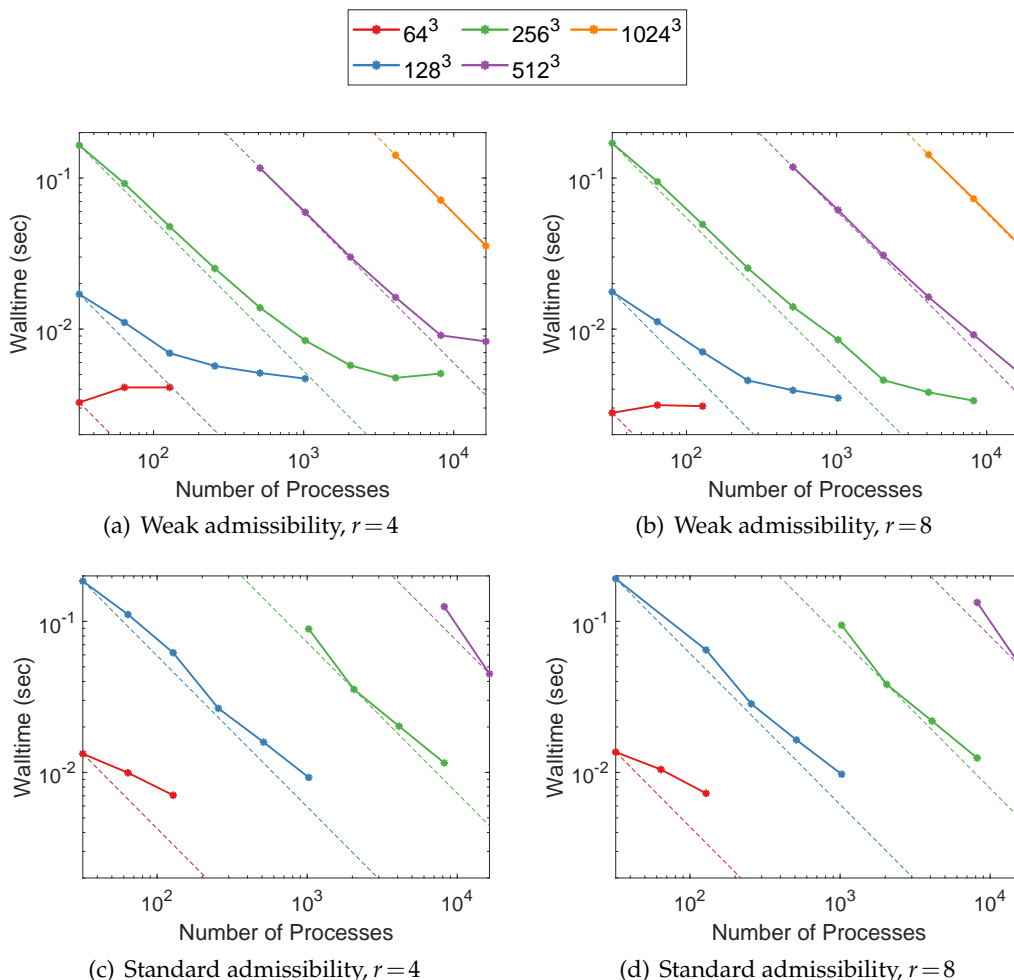 64³ 256³ 1024³
128³ 512³
10⁻¹
10⁻²
Walltime (sec)
10² 10³ 10⁴
Number of Processes
(a) Weak admissibility, r = 4
10⁻¹
10⁻²
Walltime (sec)
10² 10³ 10⁴
Number of Processes
(b) Weak admissibility, r = 8
10⁻¹
10⁻²
Walltime (sec)
10² 10³ 10⁴
Number of Processes
(c) Standard admissibility, r = 4
10⁻¹
10⁻²
Walltime (sec)
10² 10³ 10⁴
Number of Processes
(d) Standard admissibility, r = 8